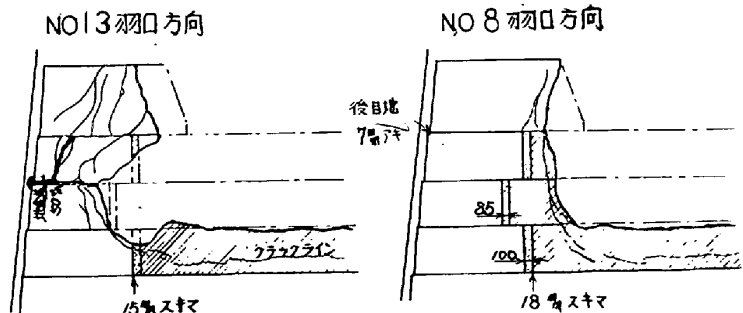 NO13羽口方向
NO8羽口方向
後目地
7㎜アキ
85
クラックライン
100
15㎜スキマ
18㎜スキマ